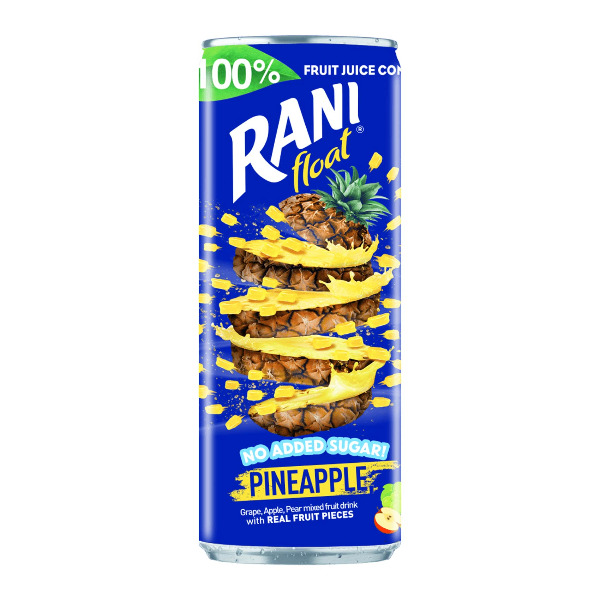 100% FRUIT JUICE CON
RANI®
float
NO ADDED SUGAR!
PINEAPPLE
Grape, Apple, Pear mixed fruit drink
with REAL FRUIT PIECES